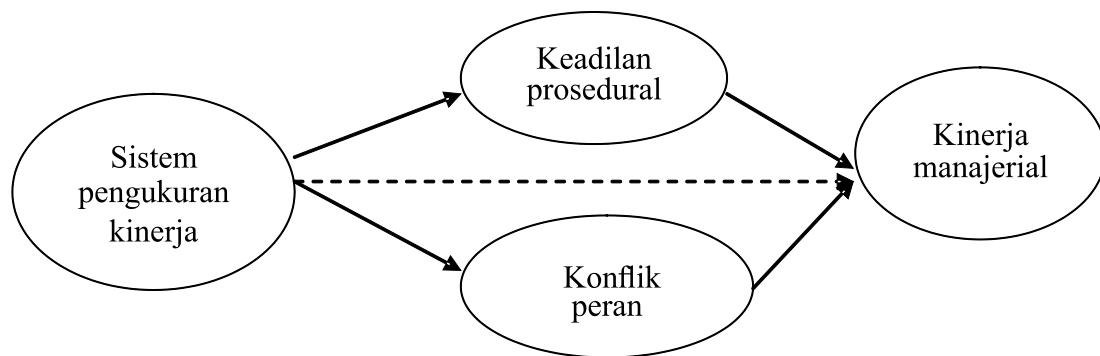 Sistem
pengukuran
kinerja
Keadilan
prosedural
Konflik
peran
Kinerja
manajerial